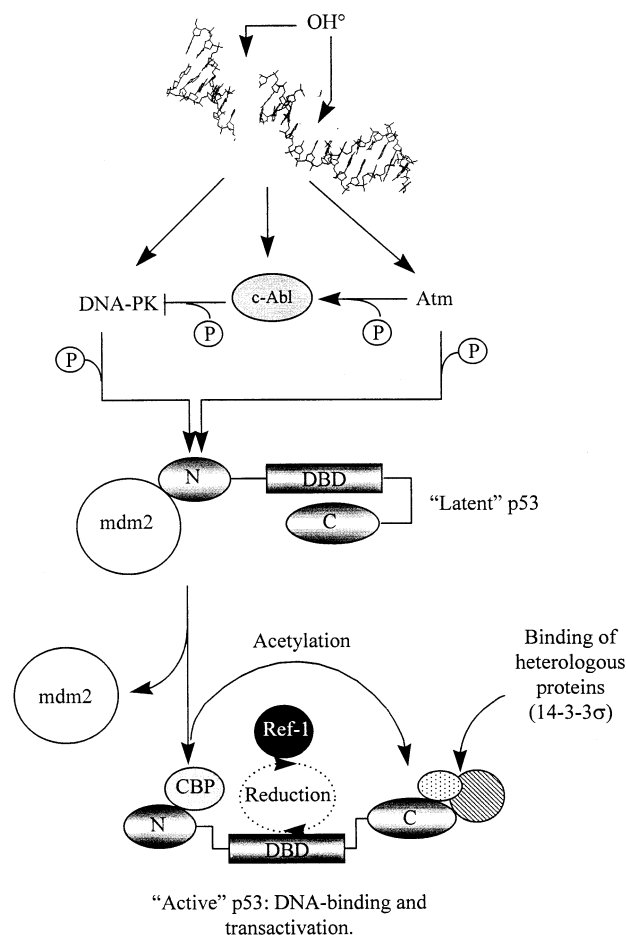 OH°
DNA-PK
c-Abl
Atm
P
P
P
P
N
DBD
"Latent" p53
C
mdm2
Acetylation
Binding of
heterologous
proteins
(14-3-3σ)
mdm2
Ref-1
CBP
Reduction
N
C
DBD
"Active" p53: DNA-binding and
transactivation.